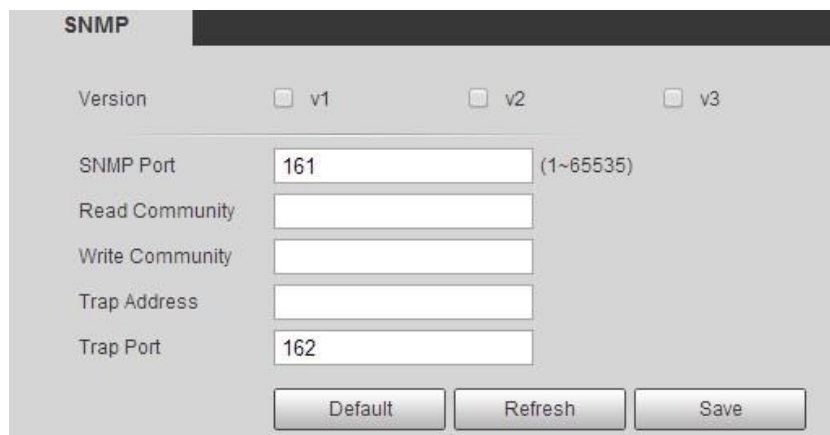 SNMP
Version v1 v2 v3
SNMP Port 161 (1~65535)
Read Community
Write Community
Trap Address
Trap Port 162
Default Refresh Save